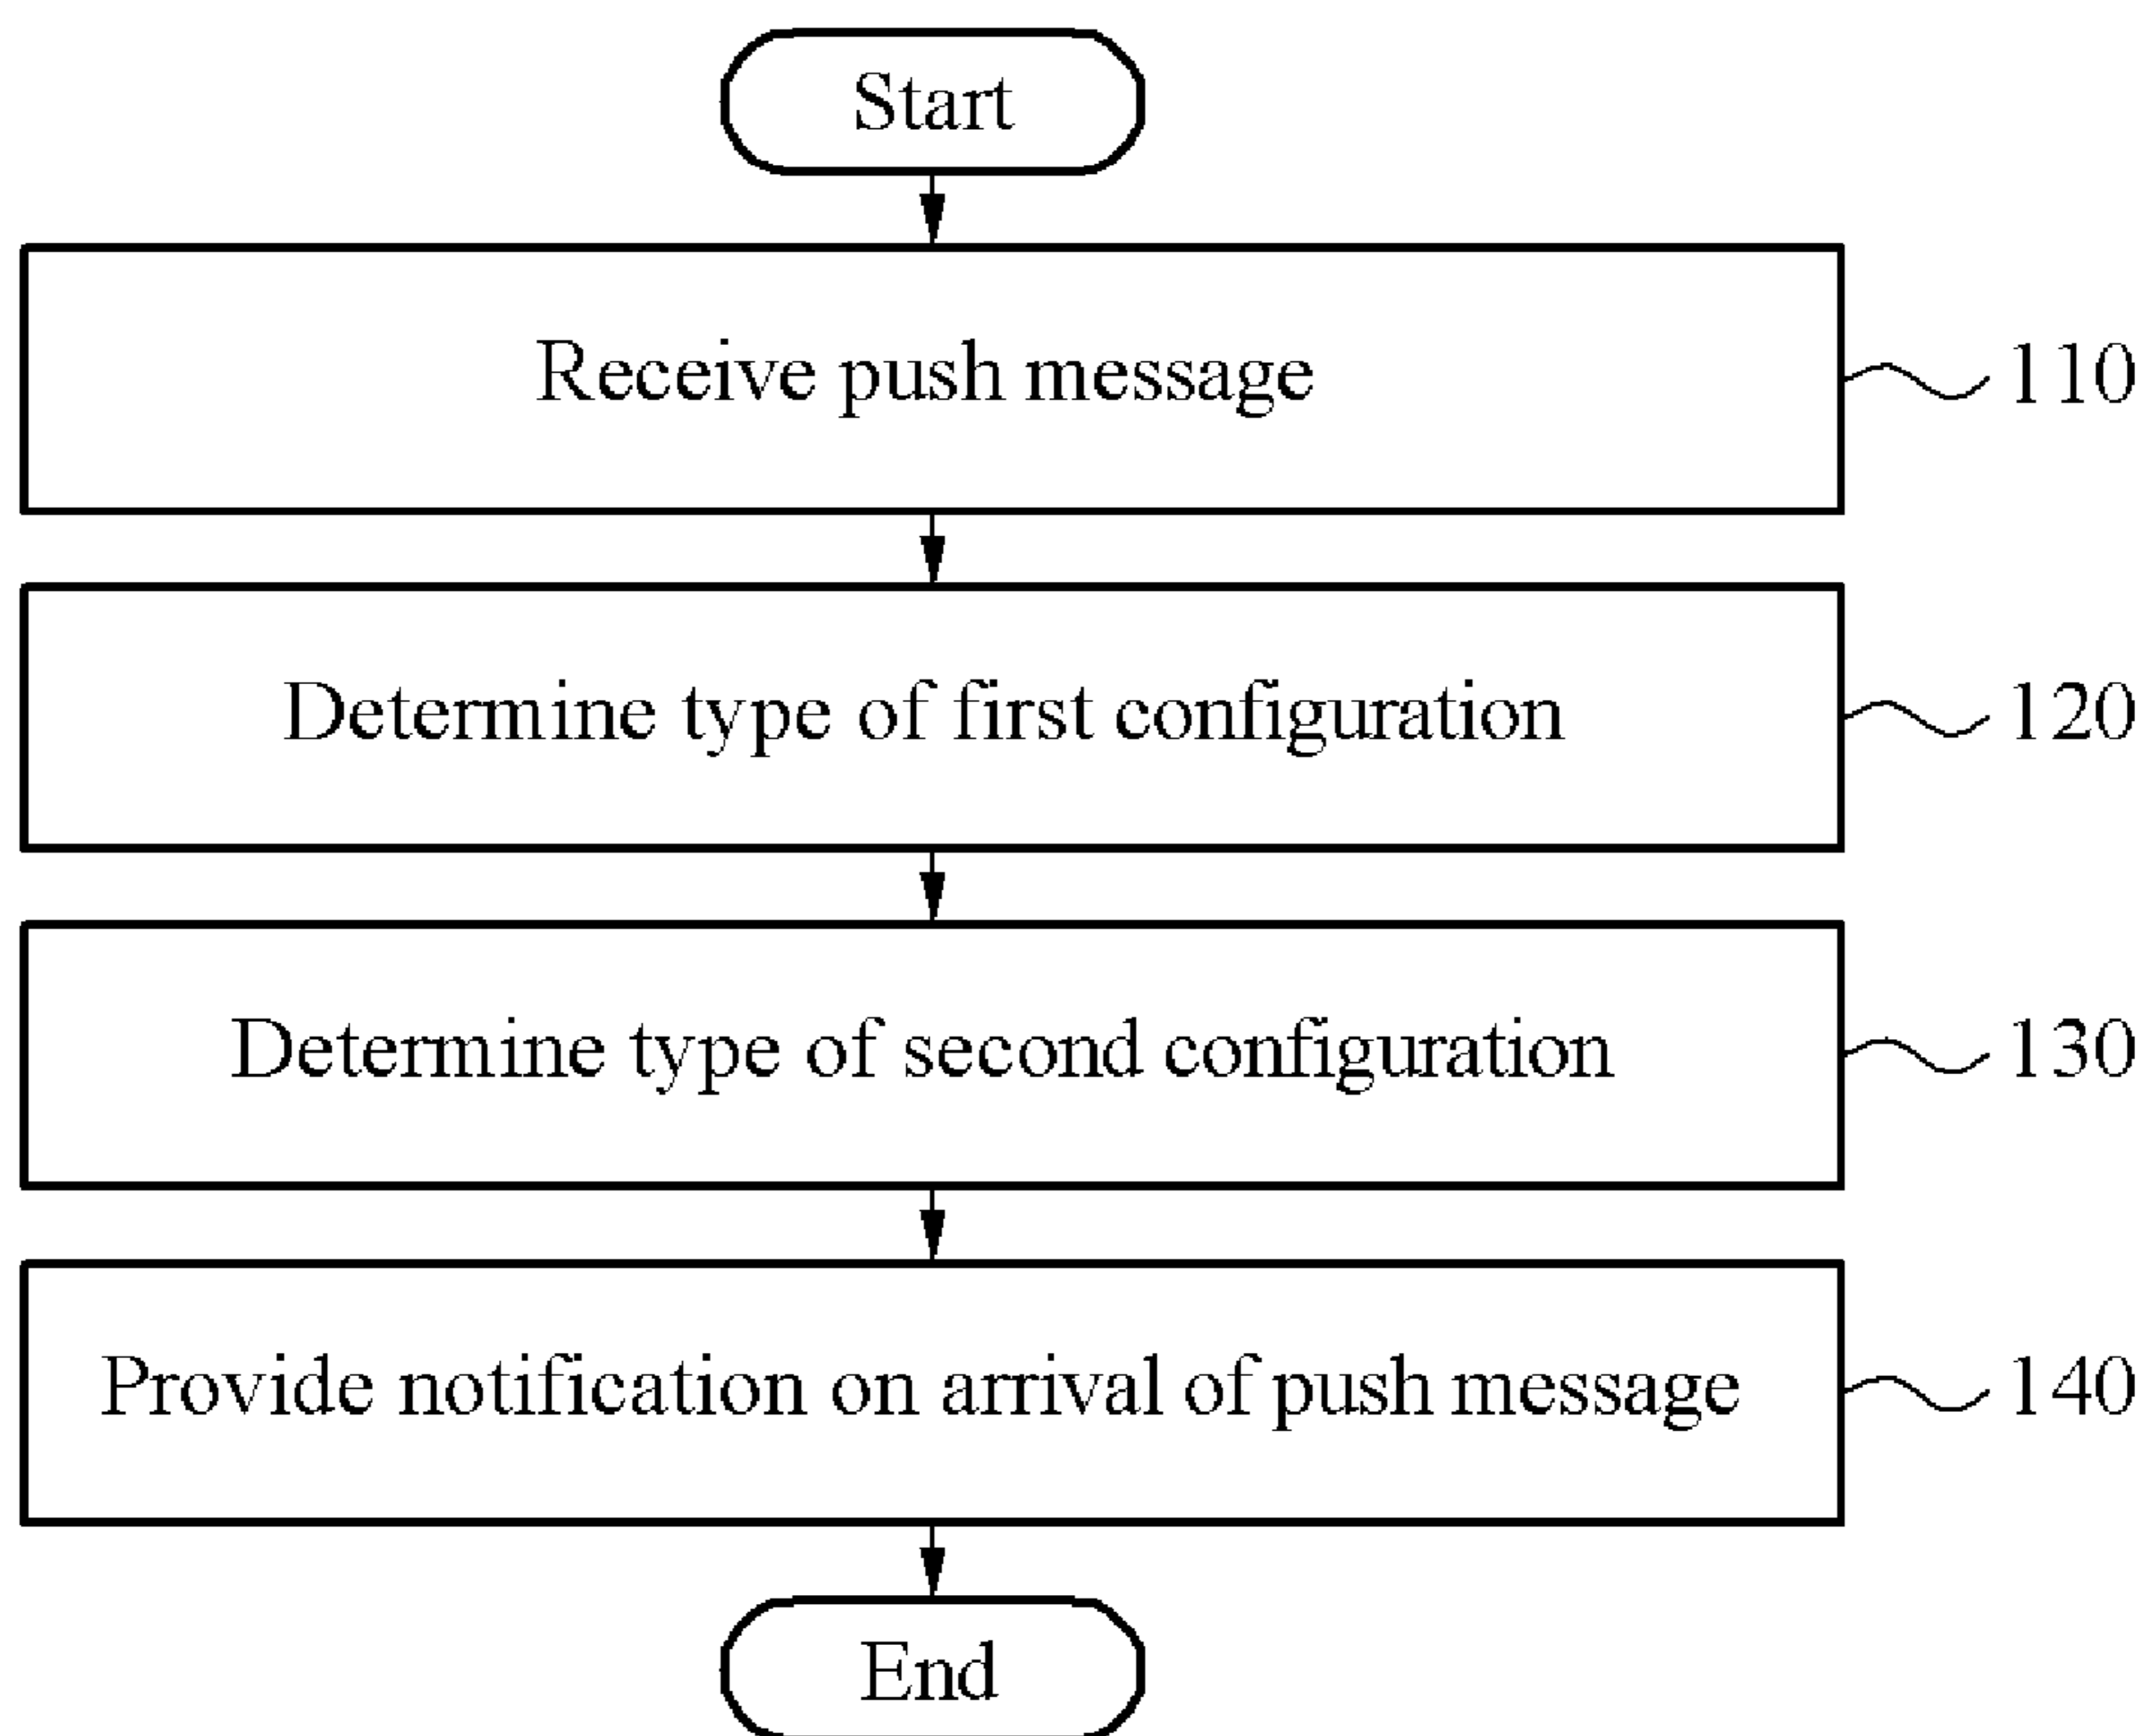 Start
Receive push message
110
Determine type of first configuration
120
Determine type of second configuration
130
Provide notification on arrival of push message
140
End